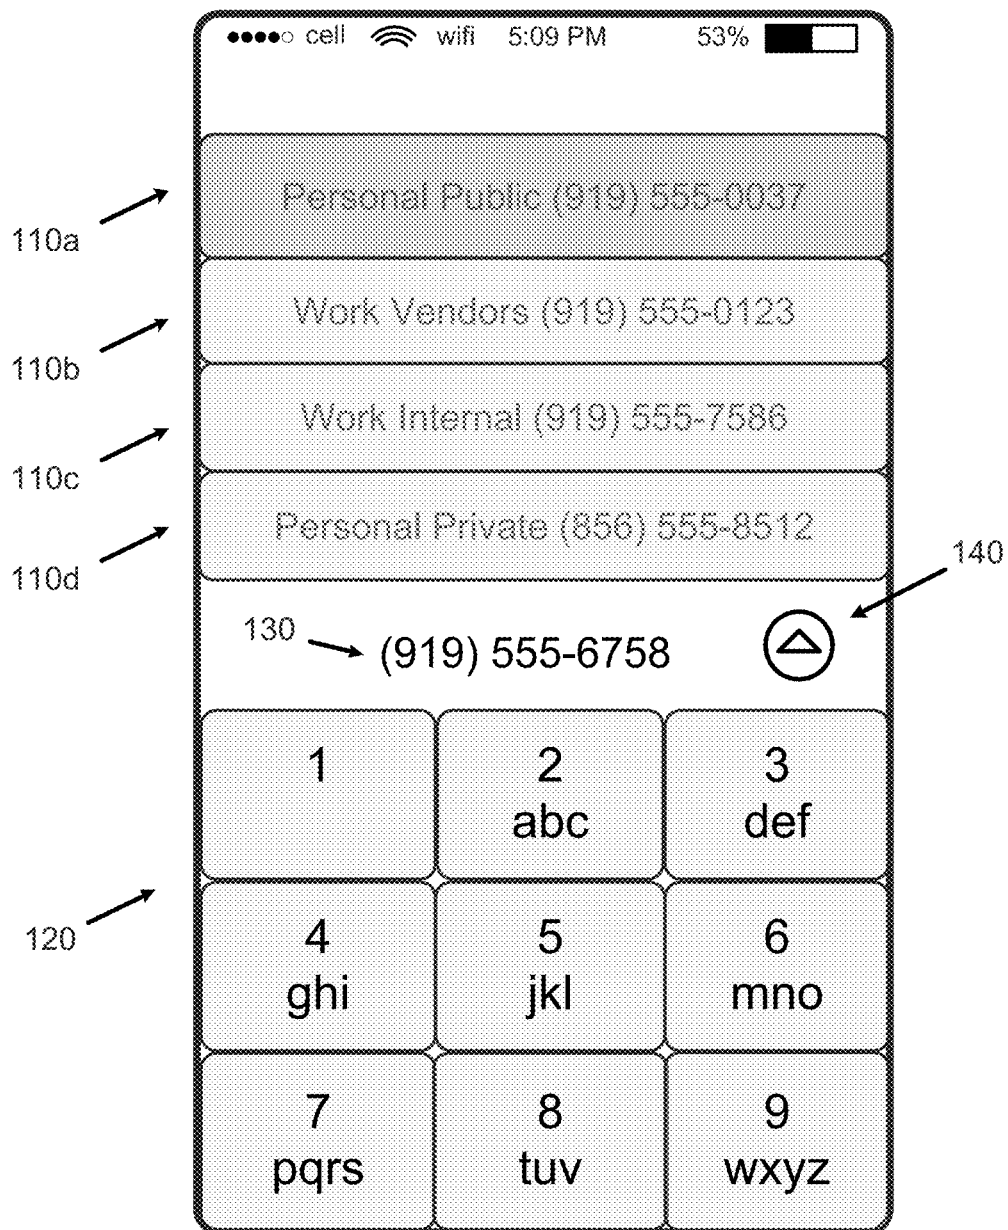 ●●●●○ cell wifi 5:09 PM 53%
Personal Public (919) 555-0037
110a
Work Vendors (919) 555-0123
110b
Work Internal (919) 555-7586
110c
Personal Private (856) 555-8512
110d
140
130
(919) 555-6758
1 2 3
abc def
120
4 5 6
ghi jkl mno
7 8 9
pqrs tuv wxyz